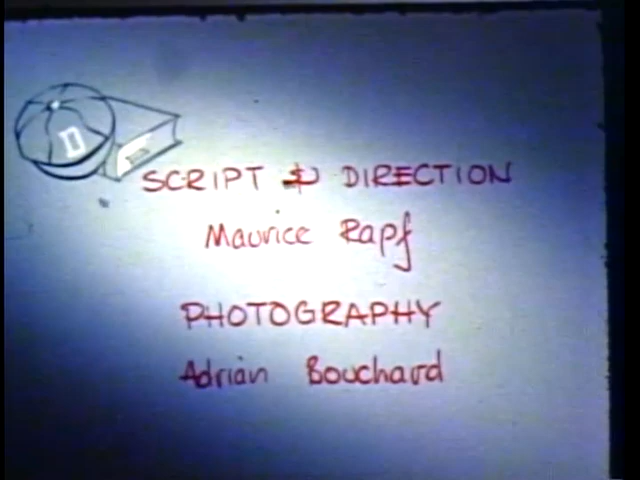 D
SCRIPT & DIRECTION
Maurice Rapf
PHOTOGRAPHY
Adrian Bouchard